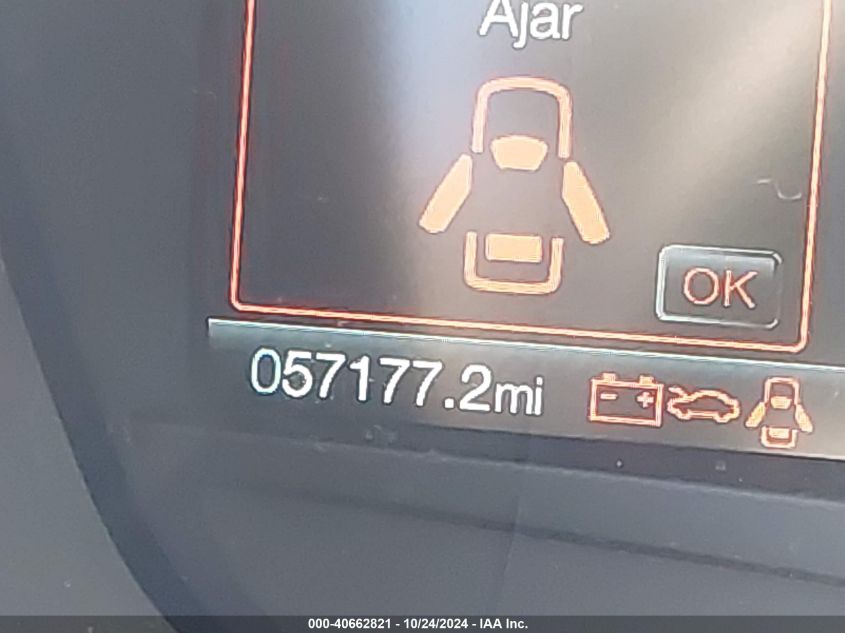 Ajar
OK
057177.2mi
000-40662821 - 10/24/2024 - IAA Inc.